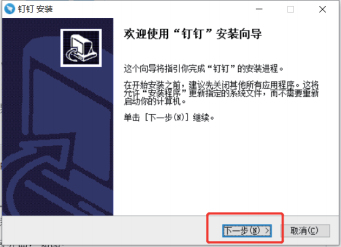 钉钉 安装
欢迎使用“钉钉”安装向导
这个向导将指引你完成“钉钉”的安装进程。
在开始安装之前，建议先关闭其他所有应用程序。这将
允许“安装程序”更新指定的系统文件，而不需要重新
启动你的计算机。
单击 [下一步(N)] 继续。
下一步(N) >
取消(C)